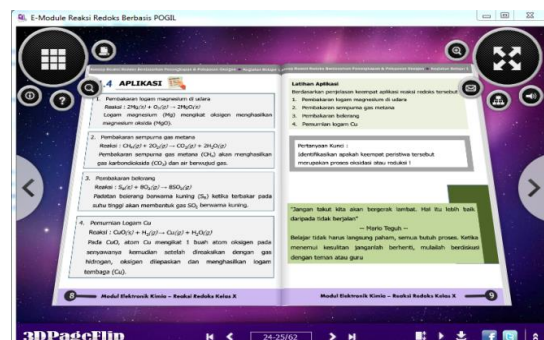 E-Module Reaksi Redoks Berbasis POGIL
.4 APLIKASI
1. Pembakaran logam magnesium di udara
Reaksi : 2Mg(s) + O₂(g) → 2MgO(s)
Logam magnesium (Mg) mengikat oksigen menghasilkan
magnesium oksida (MgO).
2. Pembakaran sempurna gas metana
Reaksi : CH₄(g) + 2O₂(g) → CO₂(g) + 2H₂O(g)
Pembakaran sempurna gas metana (CH₄) akan menghasilkan
gas karbondioksida (CO₂) dan air berwujud gas.
3. Pembakaran belerang
Reaksi : S₈(s) + 8O₂(g) → 8SO₂(g)
Padatan belerang berwarna kuning (S₈) ketika terbakar pada
suhu tinggi akan membentuk gas SO₂ berwarna kuning.
4. Pemurnian Logam Cu
Reaksi : CuO(s) + H₂(g) → Cu(s) + H₂O(g)
Pada CuO, atom Cu mengikat 1 buah atom oksigen pada
senyawanya kemudian setelah direaksikan dengan gas
hidrogen, oksigen dilepaskan dan menghasilkan logam
tembaga (Cu).
8 Modul Elektronik Kimia – Reaksi Redoks Kelas X
Latihan Aplikasi
Berdasarkan penjelasan keempat aplikasi reaksi redoks tersebut
1. Pembakaran logam magnesium di udara
2. Pembakaran sempurna gas metana
3. Pembakaran belerang
4. Pemurnian logam Cu
Pertanyaan Kunci :
Identifikasikan apakah keempat peristiwa tersebut
merupakan proses oksidasi atau reduksi !
"Jangan takut kita akan bergerak lambat. Hal itu lebih baik
daripada tidak berjalan"
— Mario Teguh —
Belajar tidak harus langsung paham, semua butuh proses. Ketika
menemui kesulitan janganlah berhenti, mulailah berdiskusi
dengan teman atau guru
Modul Elektronik Kimia – Reaksi Redoks Kelas X 9
3DPageFlip
24-25/62